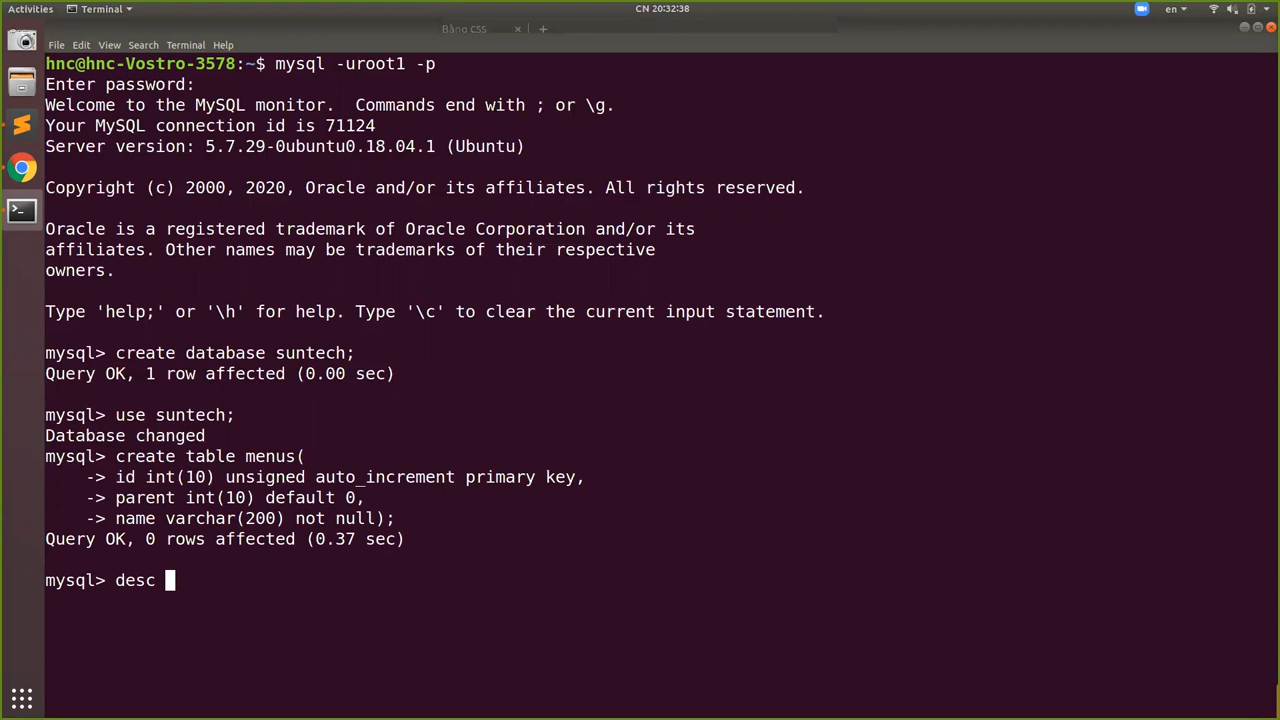 Activities Terminal CN 20:32:38 en
Bảng CSS
File Edit View Search Terminal Help
hnc@hnc-Vostro-3578:~$ mysql -uroot1 -p
Enter password:
Welcome to the MySQL monitor.  Commands end with ; or \g.
Your MySQL connection id is 71124
Server version: 5.7.29-0ubuntu0.18.04.1 (Ubuntu)
Copyright (c) 2000, 2020, Oracle and/or its affiliates. All rights reserved.
Oracle is a registered trademark of Oracle Corporation and/or its
affiliates. Other names may be trademarks of their respective
owners.
Type 'help;' or '\h' for help. Type '\c' to clear the current input statement.
mysql> create database suntech;
Query OK, 1 row affected (0.00 sec)
mysql> use suntech;
Database changed
mysql> create table menus(
    -> id int(10) unsigned auto_increment primary key,
    -> parent int(10) default 0,
    -> name varchar(200) not null);
Query OK, 0 rows affected (0.37 sec)
mysql> desc